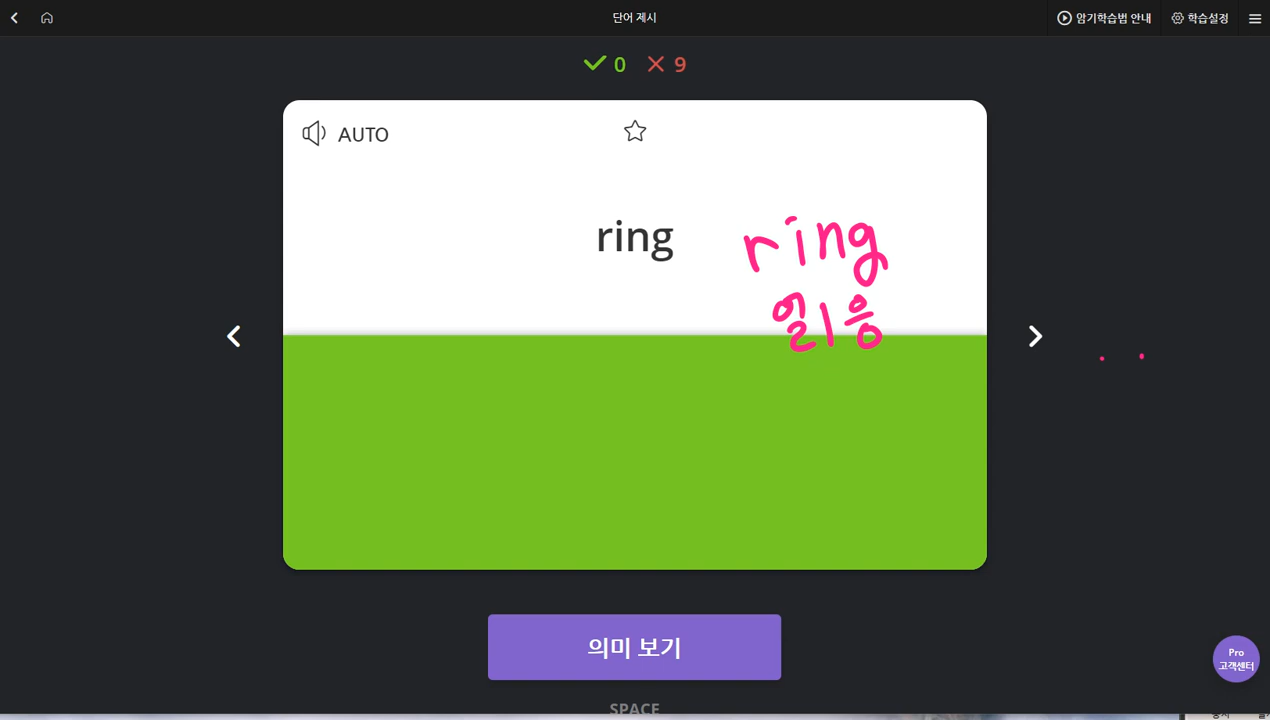 단어 제시
암기학습법 안내
학습설정
0
9
AUTO
ring
ring
의미 보기
Pro
고객센터
SPACE